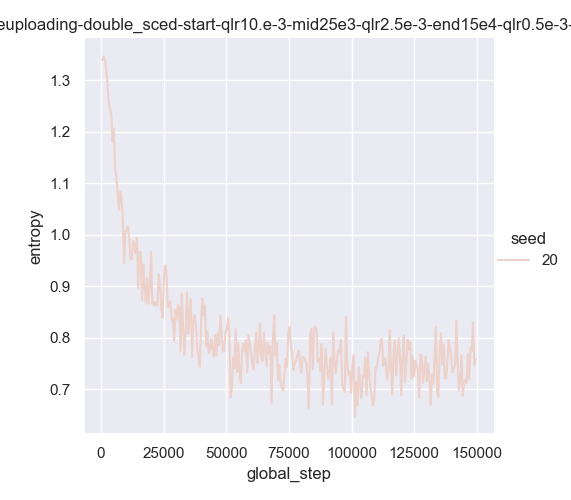 euploading-double_sced-start-qlr10.e-3-mid25e3-qlr2.5e-3-end15e4-qlr0.5e-3-
1.3
1.2
1.1
1.0
0.9
0.8
0.7
entropy
0 25000 50000 75000 100000 125000 150000
global_step
seed
20